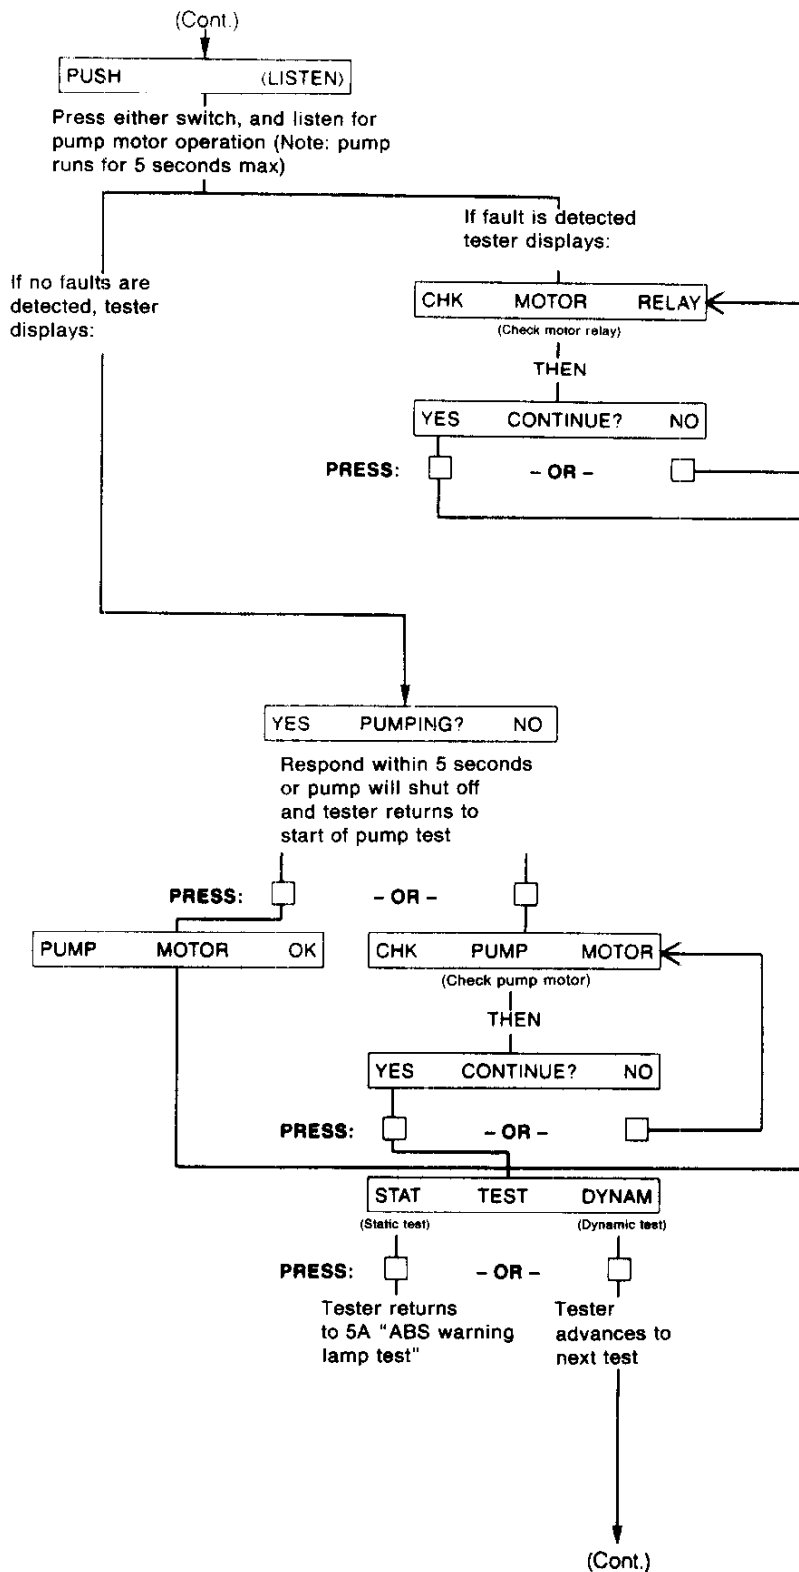 (Cont.)
PUSH (LISTEN)
Press either switch, and listen for
pump motor operation (Note: pump
runs for 5 seconds max)
If fault is detected
tester displays:
If no faults are
detected, tester
displays:
CHK MOTOR RELAY
(Check motor relay)
THEN
YES CONTINUE? NO
PRESS: – OR –
YES PUMPING? NO
Respond within 5 seconds
or pump will shut off
and tester returns to
start of pump test
PRESS: – OR –
PUMP MOTOR OK
CHK PUMP MOTOR
(Check pump motor)
THEN
YES CONTINUE? NO
PRESS: – OR –
STAT TEST DYNAM
(Static test) (Dynamic test)
PRESS: – OR –
Tester returns
to 5A "ABS warning
lamp test"
Tester
advances to
next test
(Cont.)